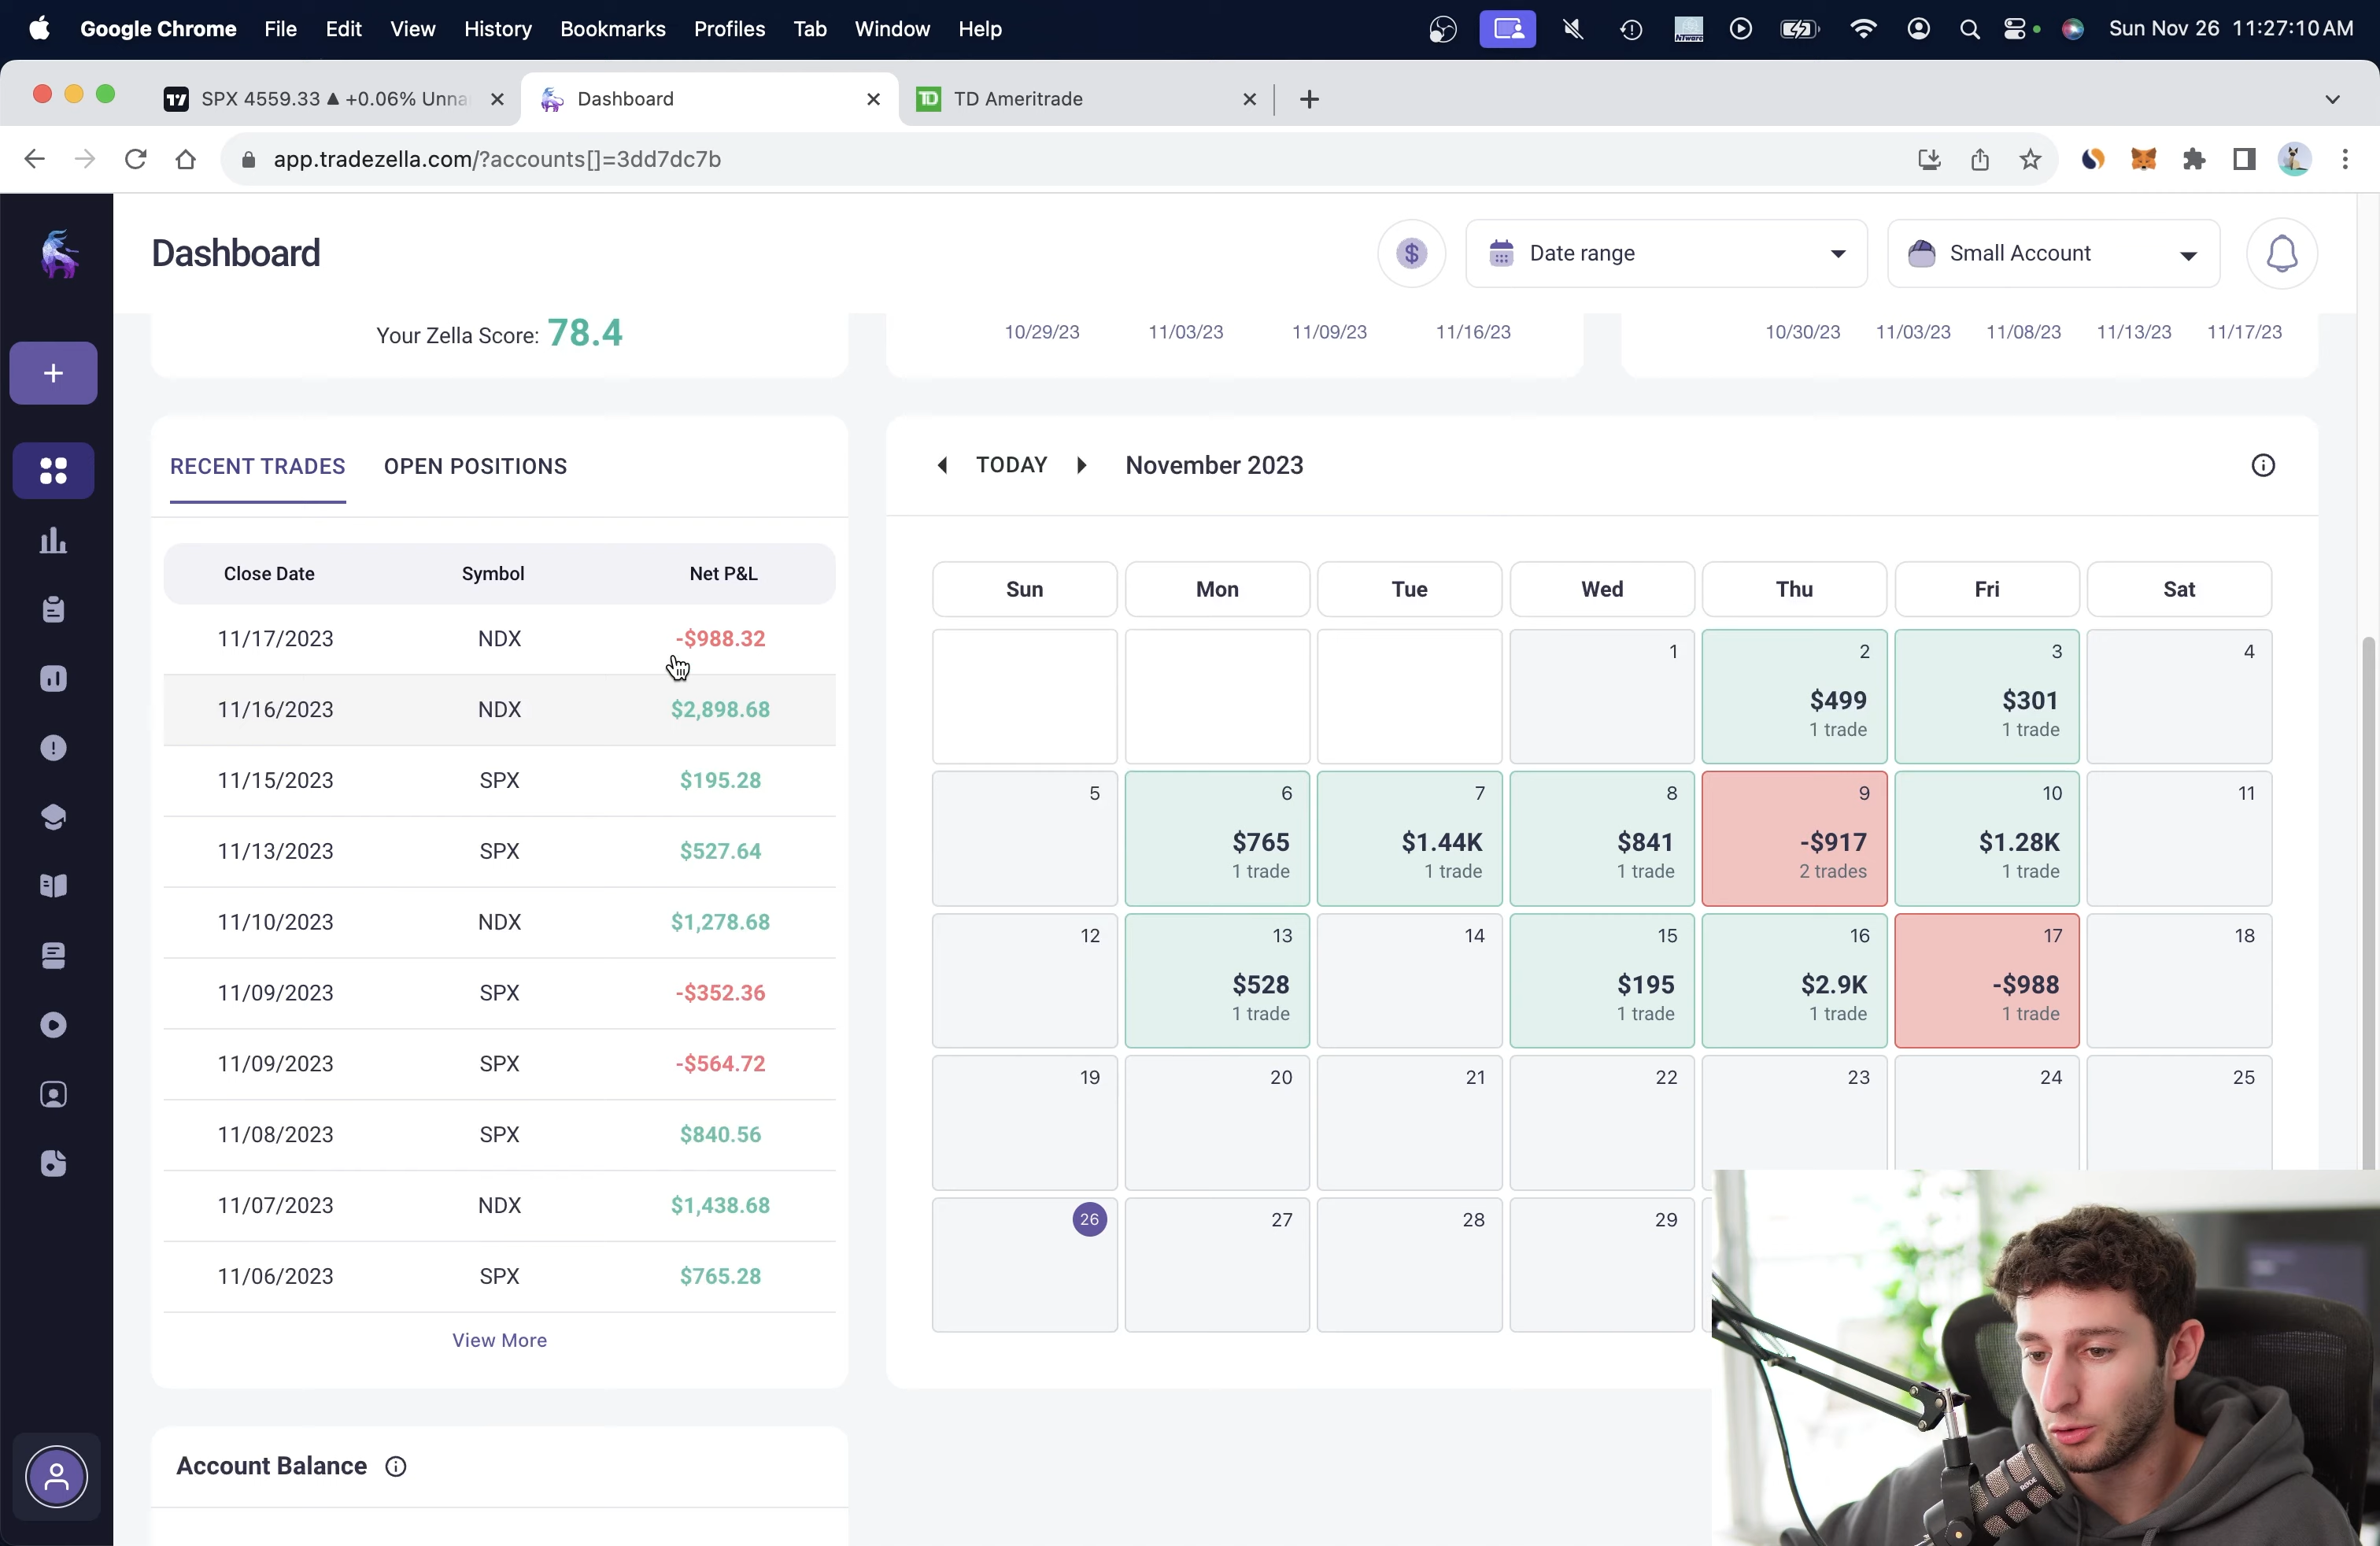 Google Chrome File Edit View History Bookmarks Profiles Tab Window Help Sun Nov 26 11:27:10 AM
SPX 4559.33 ▲ +0.06% Unna
Dashboard
TD Ameritrade
app.tradezella.com/?accounts[]=3dd7dc7b
Dashboard
Date range
Small Account
Your Zella Score: 78.4
10/29/23 11/03/23 11/09/23 11/16/23
10/30/23 11/03/23 11/08/23 11/13/23 11/17/23
RECENT TRADES OPEN POSITIONS
Close Date Symbol Net P&L
11/17/2023 NDX -$988.32
11/16/2023 NDX $2,898.68
11/15/2023 SPX $195.28
11/13/2023 SPX $527.64
11/10/2023 NDX $1,278.68
11/09/2023 SPX -$352.36
11/09/2023 SPX -$564.72
11/08/2023 SPX $840.56
11/07/2023 NDX $1,438.68
11/06/2023 SPX $765.28
View More
Account Balance
TODAY November 2023
Sun Mon Tue Wed Thu Fri Sat
1 2 3 4
$499 $301
1 trade 1 trade
5 6 7 8 9 10 11
$765 $1.44K $841 -$917 $1.28K
1 trade 1 trade 1 trade 2 trades 1 trade
12 13 14 15 16 17 18
$528 $195 $2.9K -$988
1 trade 1 trade 1 trade 1 trade
19 20 21 22 23 24 25
26 27 28 29
RODE